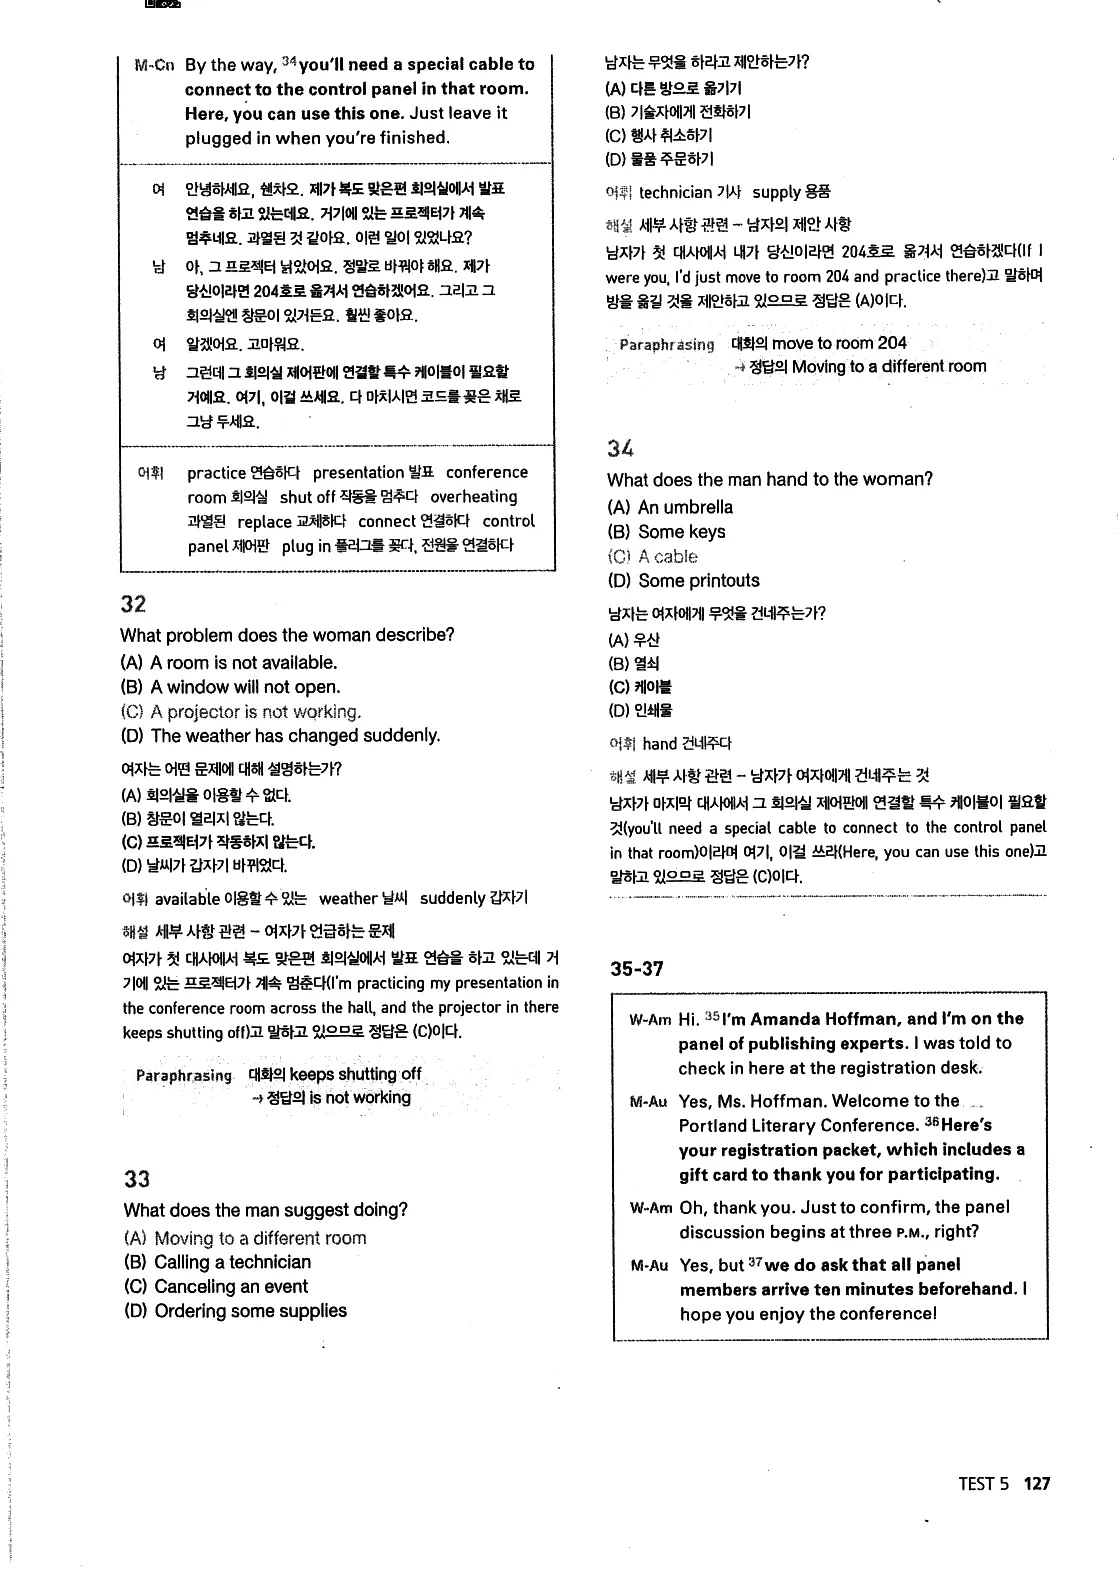 M-Cn By the way, 34you'll need a special cable to
connect to the control panel in that room.
Here, you can use this one. Just leave it
plugged in when you're finished.
여 안녕하세요, 웬차오. 제가 복도 맞은편 회의실에서 발표
연습을 하고 있는데요. 거기에 있는 프로젝터가 계속
멈추네요. 과열된 것 같아요. 이런 일이 있었나요?
남 아, 그 프로젝터 낡았어요. 정말로 바꿔야 해요. 제가
당신이라면 204호로 옮겨서 연습하겠어요. 그리고 그
회의실엔 창문이 있거든요. 훨씬 좋아요.
여 알겠어요. 고마워요.
남 그런데 그 회의실 제어판에 연결할 특수 케이블이 필요할
거예요. 여기, 이걸 쓰세요. 다 마치시면 코드를 꽂은 채로
그냥 두세요.
어휘 practice 연습하다 presentation 발표 conference
room 회의실 shut off 작동을 멈추다 overheating
과열된 replace 교체하다 connect 연결하다 control
panel 제어판 plug in 플러그를 꽂다, 전원을 연결하다
32
What problem does the woman describe?
(A) A room is not available.
(B) A window will not open.
(C) A projector is not working.
(D) The weather has changed suddenly.
여자는 어떤 문제에 대해 설명하는가?
(A) 회의실을 이용할 수 없다.
(B) 창문이 열리지 않는다.
(C) 프로젝터가 작동하지 않는다.
(D) 날씨가 갑자기 바뀌었다.
어휘 available 이용할 수 있는 weather 날씨 suddenly 갑자기
해설 세부 사항 관련 – 여자가 언급하는 문제
여자가 첫 대사에서 복도 맞은편 회의실에서 발표 연습을 하고 있는데 거
기에 있는 프로젝터가 계속 멈춘다(I'm practicing my presentation in
the conference room across the hall, and the projector in there
keeps shutting off)고 말하고 있으므로 정답은 (C)이다.
Paraphrasing 대화의 keeps shutting off
→ 정답의 is not working
33
What does the man suggest doing?
(A) Moving to a different room
(B) Calling a technician
(C) Canceling an event
(D) Ordering some supplies
남자는 무엇을 하라고 제안하는가?
(A) 다른 방으로 옮기기
(B) 기술자에게 전화하기
(C) 행사 취소하기
(D) 물품 주문하기
어휘 technician 기사 supply 용품
해설 세부 사항 관련 – 남자의 제안 사항
남자가 첫 대사에서 내가 당신이라면 204호로 옮겨서 연습하겠다(If I
were you, I'd just move to room 204 and practice there)고 말하며
방을 옮길 것을 제안하고 있으므로 정답은 (A)이다.
Paraphrasing 대화의 move to room 204
→ 정답의 Moving to a different room
34
What does the man hand to the woman?
(A) An umbrella
(B) Some keys
(C) A cable
(D) Some printouts
남자는 여자에게 무엇을 건네주는가?
(A) 우산
(B) 열쇠
(C) 케이블
(D) 인쇄물
어휘 hand 건네주다
해설 세부 사항 관련 – 남자가 여자에게 건네주는 것
남자가 마지막 대사에서 그 회의실 제어판에 연결할 특수 케이블이 필요할
것(you'll need a special cable to connect to the control panel
in that room)이라며 여기, 이걸 쓰라(Here, you can use this one)고
말하고 있으므로 정답은 (C)이다.
35-37
W-Am Hi. 35I'm Amanda Hoffman, and I'm on the
panel of publishing experts. I was told to
check in here at the registration desk.
M-Au Yes, Ms. Hoffman. Welcome to the
Portland Literary Conference. 36Here's
your registration packet, which includes a
gift card to thank you for participating.
W-Am Oh, thank you. Just to confirm, the panel
discussion begins at three P.M., right?
M-Au Yes, but 37we do ask that all panel
members arrive ten minutes beforehand. I
hope you enjoy the conference!
TEST 5 127